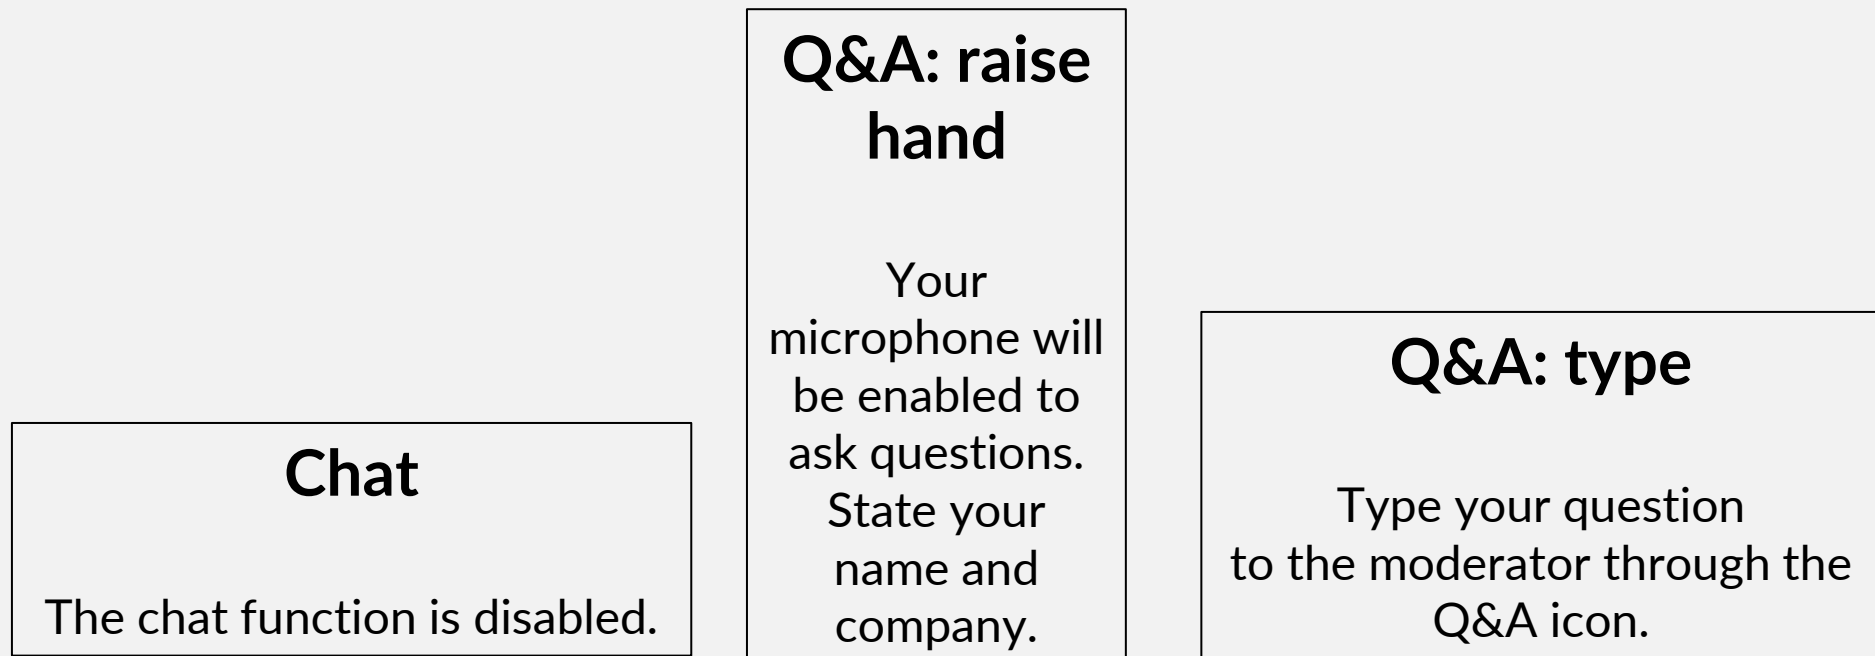 Chat
The chat function is disabled.
Q&A: raise
hand
Your
microphone will
be enabled to
ask questions.
State your
name and
company.
Q&A: type
Type your question
to the moderator through the
Q&A icon.